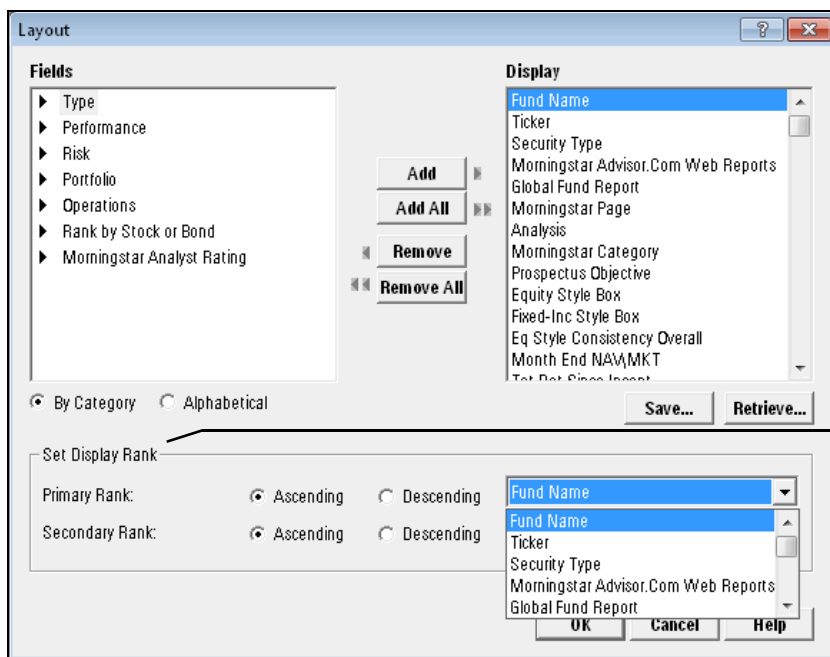 Layout
Fields
Type
Performance
Risk
Portfolio
Operations
Rank by Stock or Bond
Morningstar Analyst Rating
By Category Alphabetical
Add
Add All
Remove
Remove All
Display
Fund Name
Ticker
Security Type
Morningstar Advisor.Com Web Reports
Global Fund Report
Morningstar Page
Analysis
Morningstar Category
Prospectus Objective
Equity Style Box
Fixed-Inc Style Box
Eq Style Consistency Overall
Month End NAV\MKT
Tot Ret Since Incept
Save... Retrieve...
Set Display Rank
Primary Rank: Ascending Descending Fund Name
Secondary Rank: Ascending Descending
Fund Name
Ticker
Security Type
Morningstar Advisor.Com Web Reports
Global Fund Report
OK Cancel Help